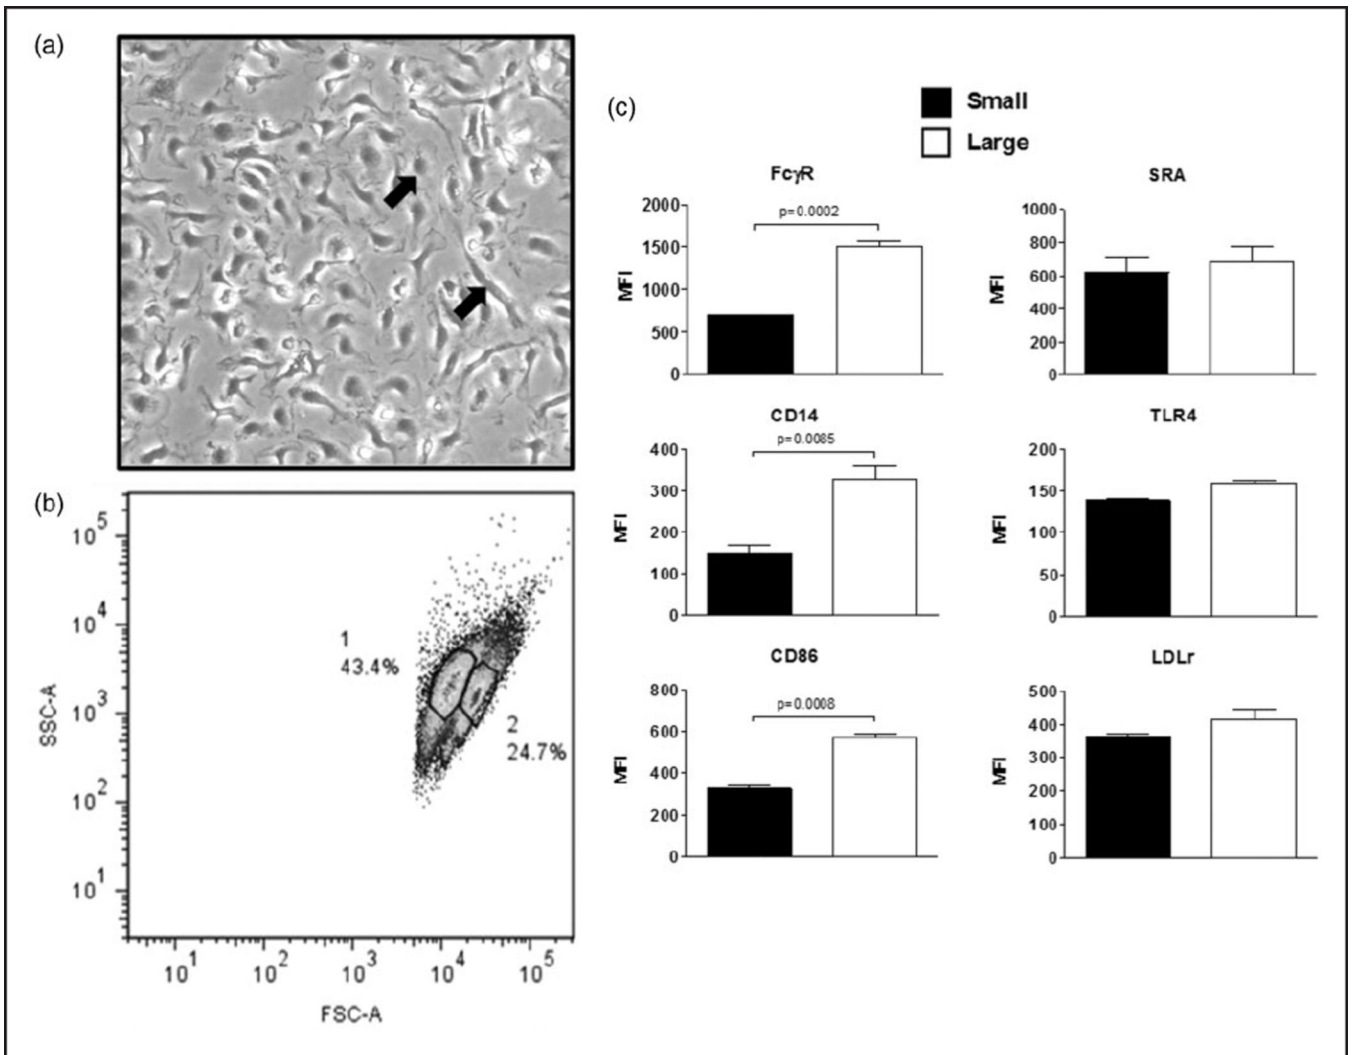 (a)
(b)
10^5
10^4
10^3
10^2
10^1
SSC-A
1
43.4%
2
24.7%
10^1
10^2
10^3
10^4
10^5
FSC-A
(c)
Small
Large
FcγR
2000
1500
1000
500
0
MFI
p=0.0002
SRA
1000
800
600
400
200
0
MFI
CD14
400
300
200
100
0
MFI
p=0.0085
TLR4
200
150
100
50
0
MFI
CD86
800
600
400
200
0
MFI
p=0.0008
LDLr
500
400
300
200
100
0
MFI